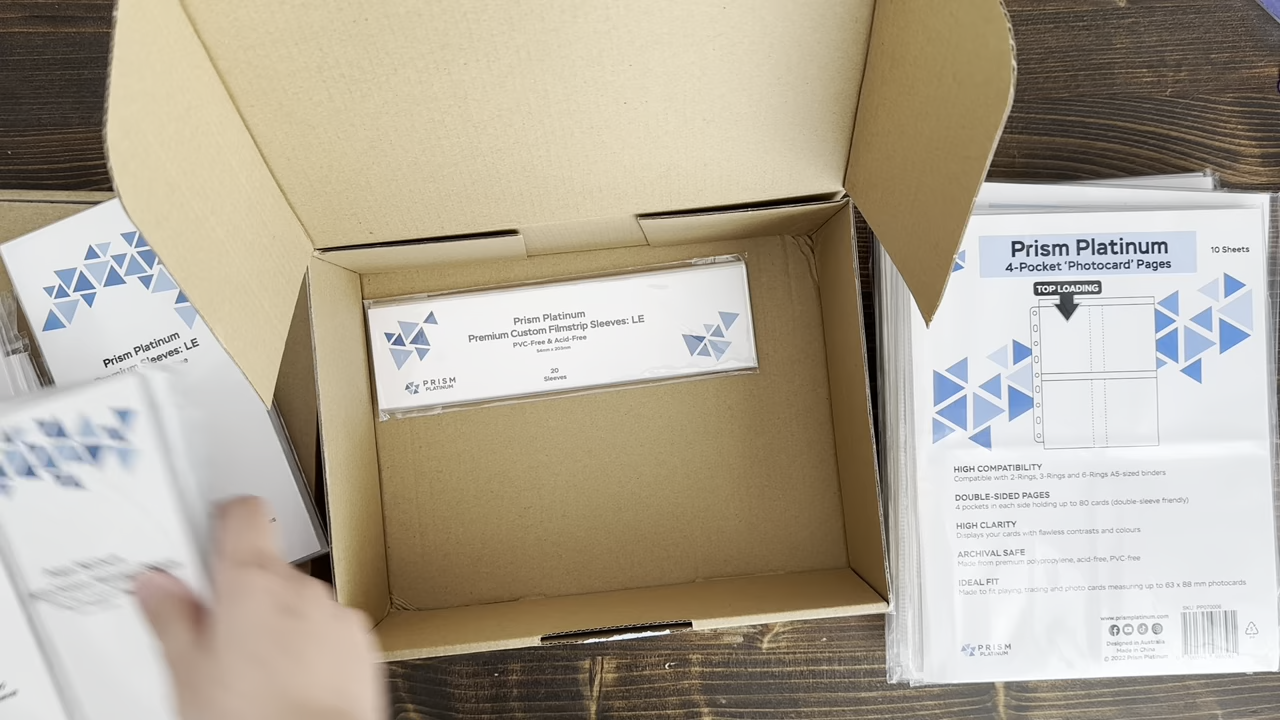 Prism Platinum
Prism Platinum
Premium Custom Filmstrip Sleeves: LE
PVC-Free & Acid-Free
54mm x 203mm
20
Sleeves
PRISM
PLATINUM
Prism Platinum
4-Pocket 'Photocard' Pages
10 Sheets
TOP LOADING
HIGH COMPATIBILITY
Compatible with 2-Rings, 3-Rings and 6-Rings A5-sized binders
DOUBLE-SIDED PAGES
4 pockets in each side holding up to 80 cards (double-sleeve friendly)
HIGH CLARITY
Displays your cards with flawless contrasts and colours
ARCHIVAL SAFE
Made from premium polypropylene, acid-free, PVC-free
IDEAL FIT
Made to fit playing, trading and photo cards measuring up to 63 x 88 mm photocards
www.prismplatinum.com
Designed in Australia
Made in China
© 2023 Prism Platinum
PRISM
PLATINUM